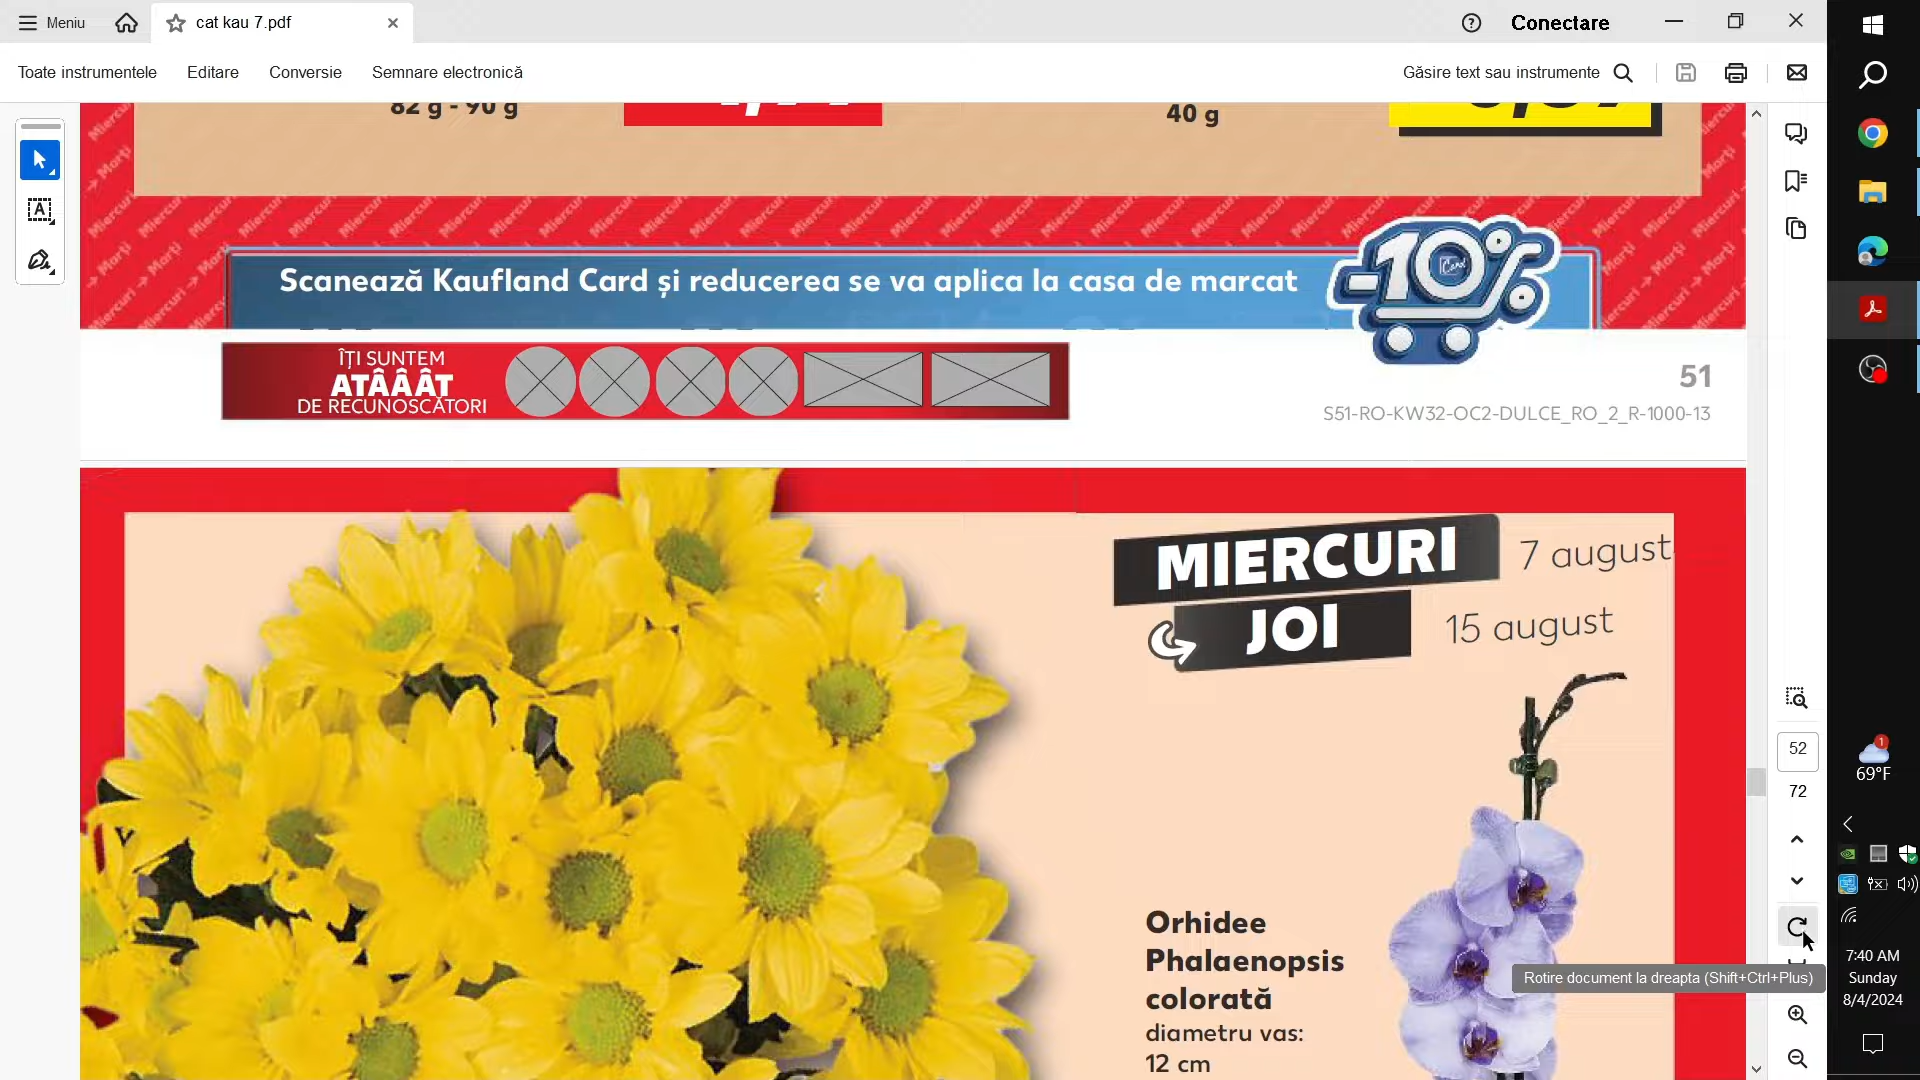 Meniu
cat kau 7.pdf
Conectare
Toate instrumentele
Editare
Conversie
Semnare electronică
Găsire text sau instrumente
82 g - 90 g
40 g
Scanează Kaufland Card și reducerea se va aplica la casa de marcat
-10%
Card
ÎȚI SUNTEM
ATÂÂÂT
DE RECUNOSCĂTORI
51
S51-RO-KW32-OC2-DULCE_RO_2_R-1000-13
MIERCURI
7 august
JOI
15 august
Orhidee
Phalaenopsis
colorată
diametru vas:
12 cm
52
72
Rotire document la dreapta (Shift+Ctrl+Plus)
1
69°F
7:40 AM
Sunday
8/4/2024